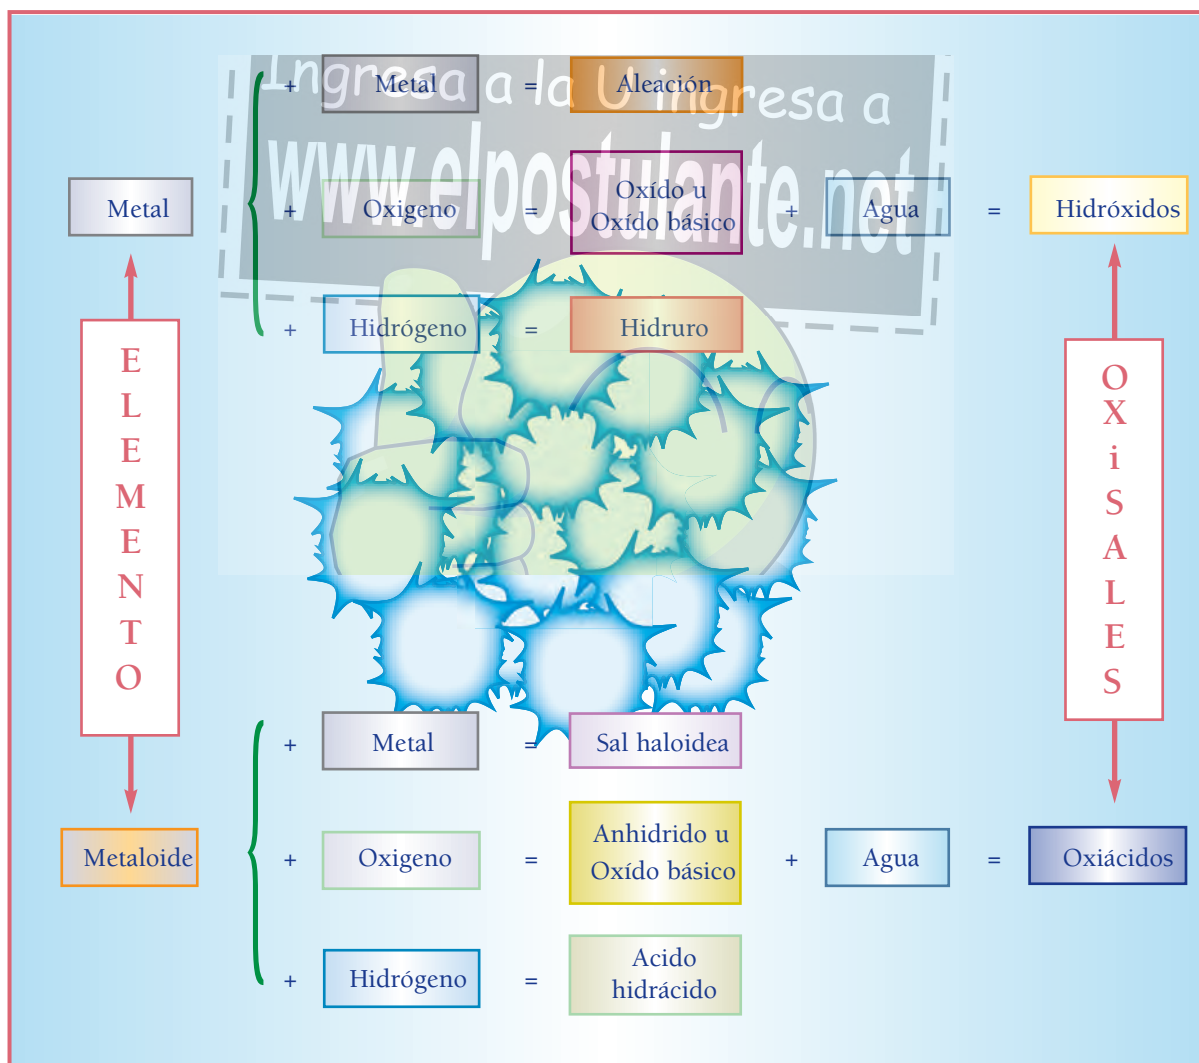 Ingresa a la U ingresa a
www.elpostulante.net
+ Metal = Aleación
Metal
+ Oxigeno = Oxído u
Oxído básico + Agua = Hidróxidos
+ Hidrógeno = Hidruro
ELEMENTO
OXiSALES
+ Metal = Sal haloidea
Metaloide
+ Oxigeno = Anhidrido u
Oxído básico + Agua = Oxiácidos
+ Hidrógeno = Acido
hidrácido